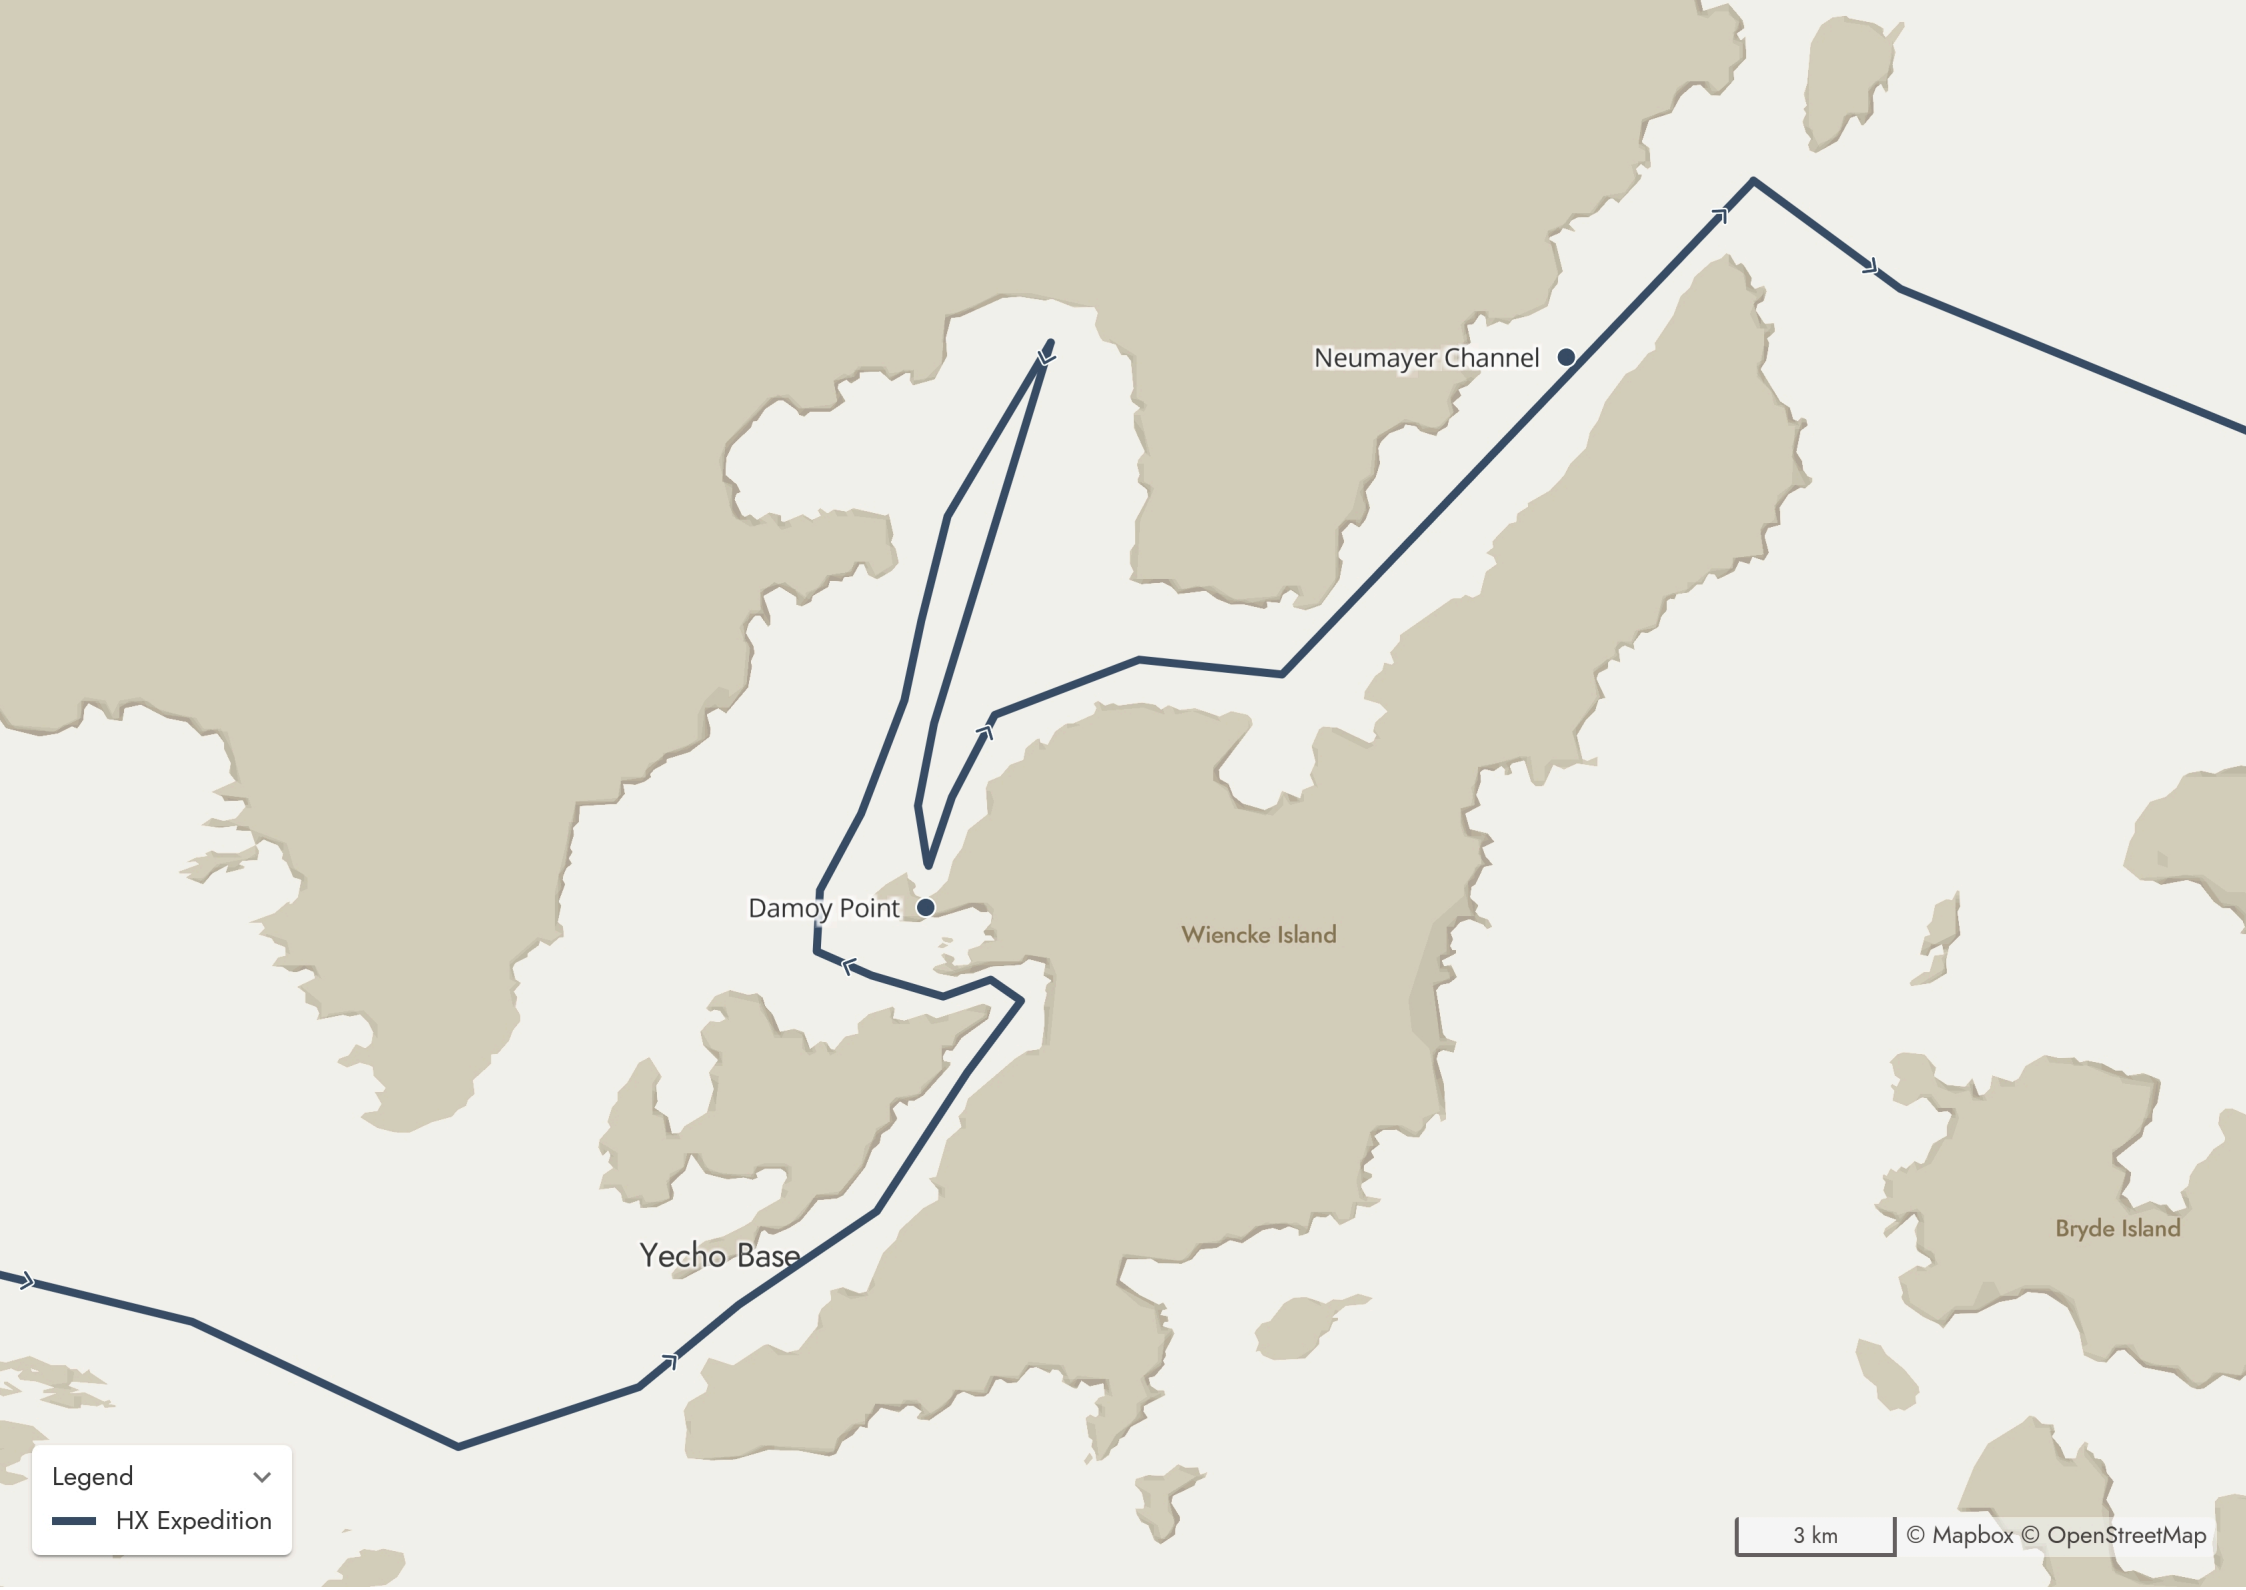 Neumayer Channel
Damoy Point
Wiencke Island
Bryde Island
Yecho Base
Legend
HX Expedition
3 km
© Mapbox © OpenStreetMap